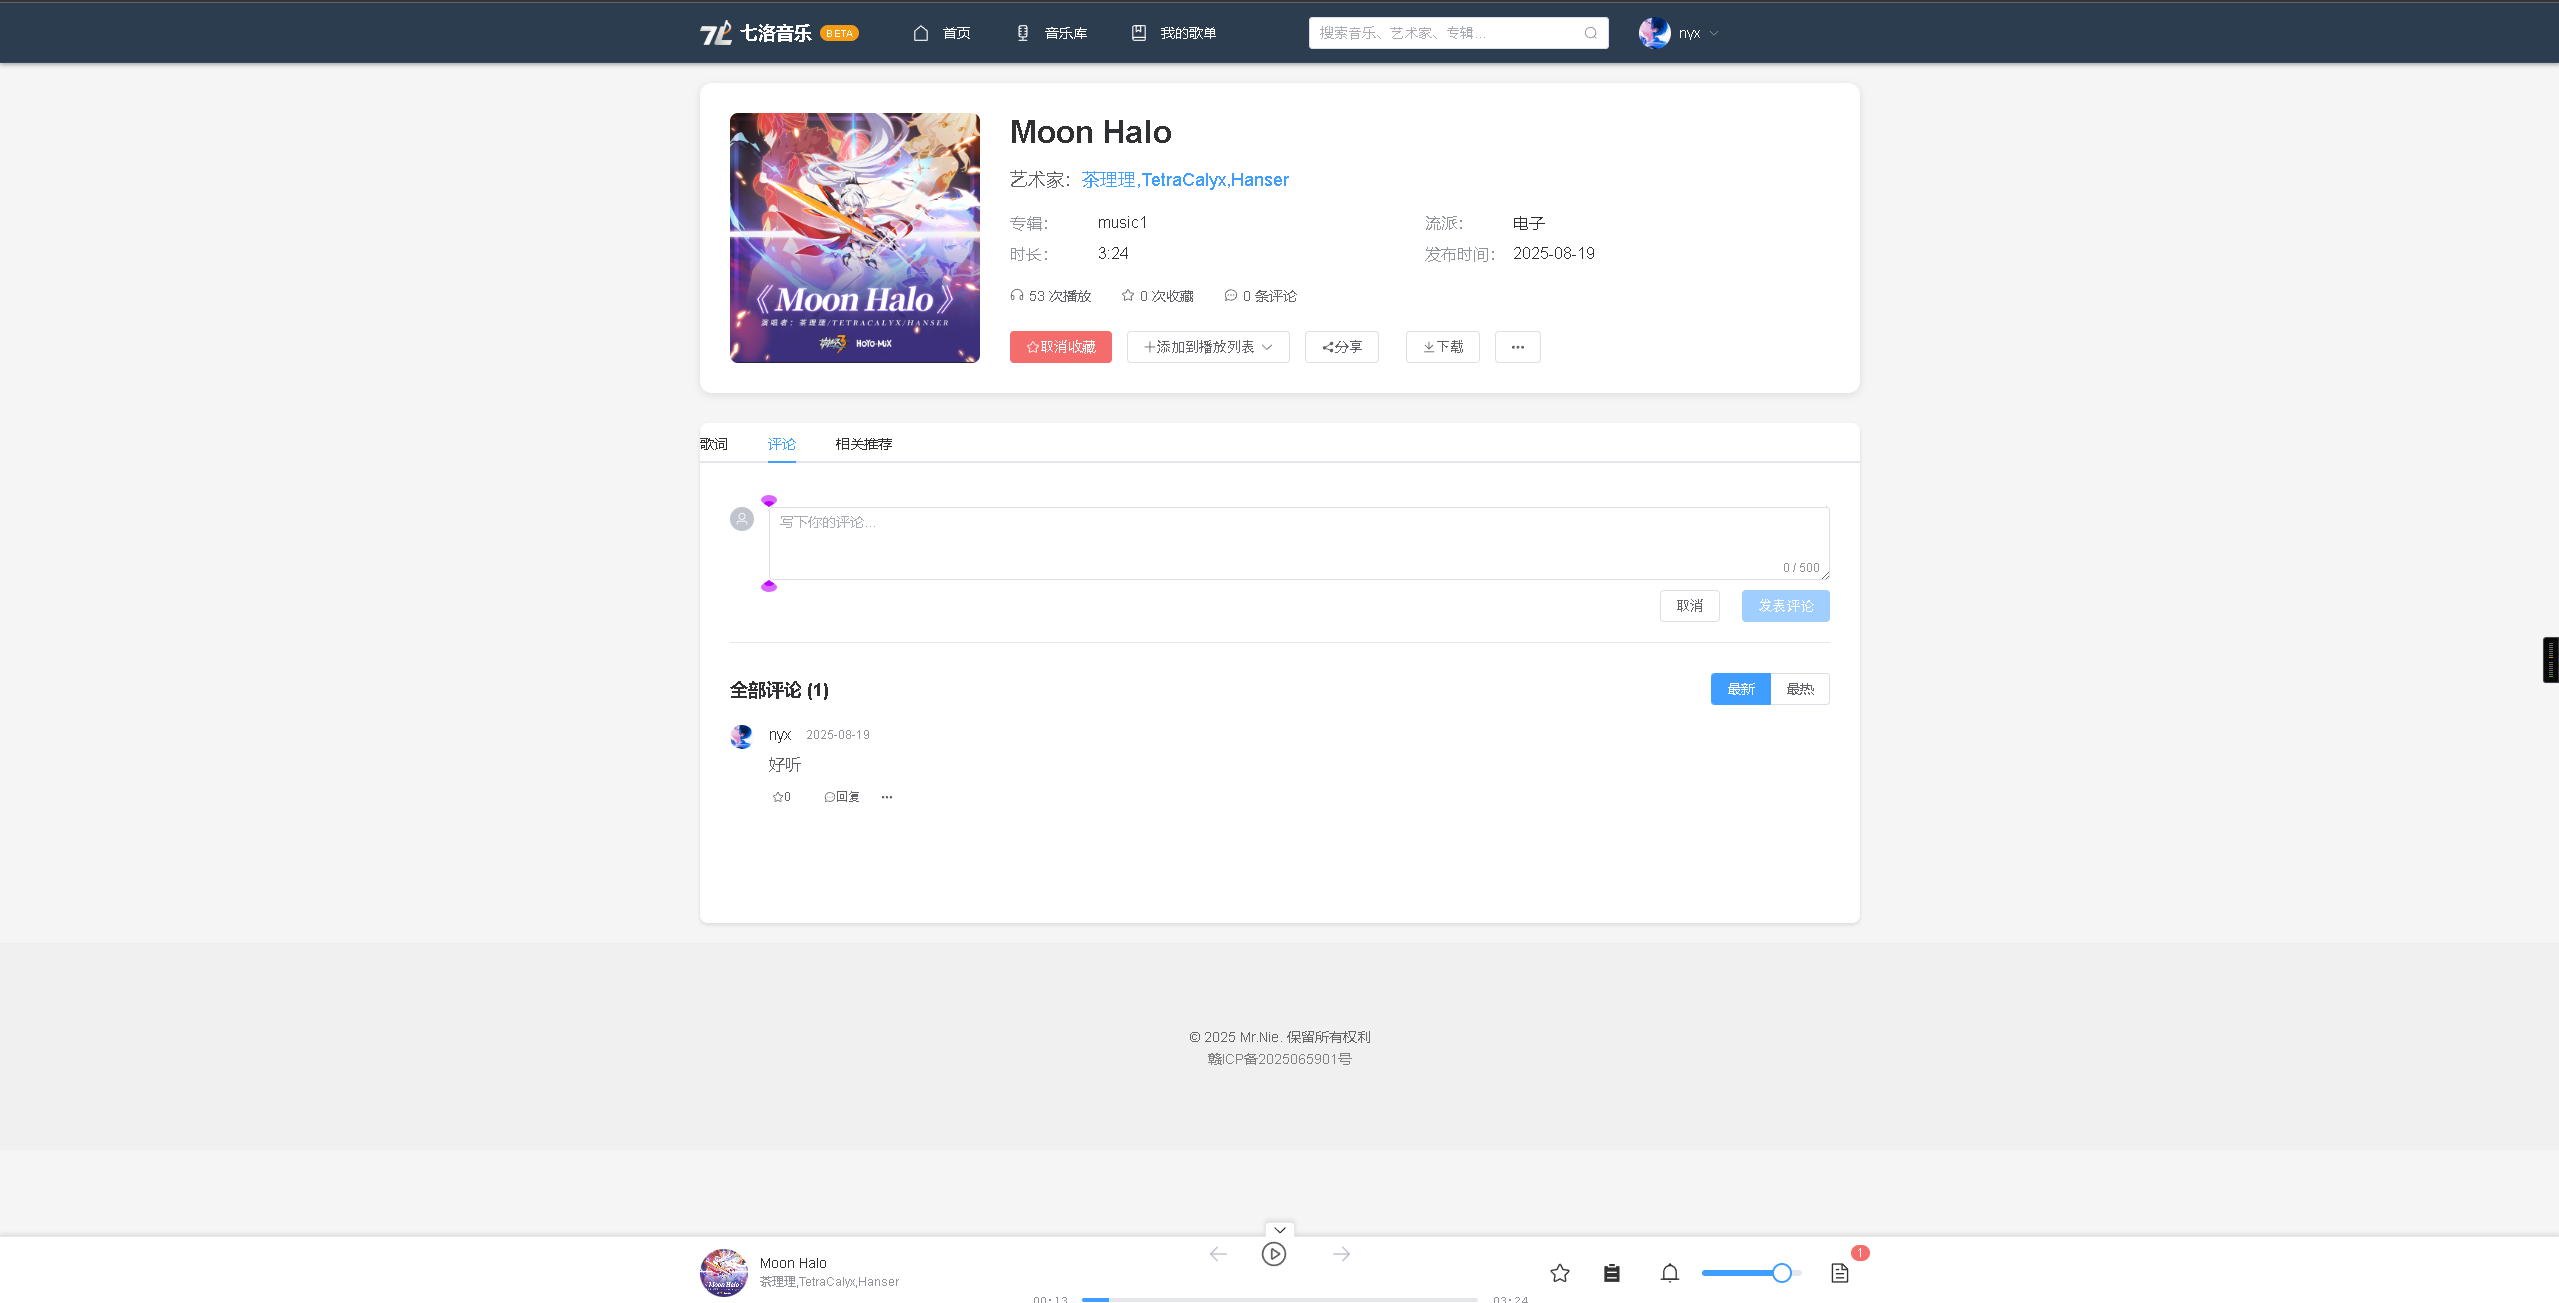 七洛音乐 BETA 首页 音乐库 我的歌单 搜索音乐、艺术家、专辑... nyx
《Moon Halo》
演唱者：茶理理/TETRACALYX/HANSER
崩坏3 HOYO-MiX
Moon Halo
艺术家：茶理理,TetraCalyx,Hanser
专辑： music1 流派： 电子
时长： 3:24 发布时间： 2025-08-19
53 次播放 0 次收藏 0 条评论
取消收藏 添加到播放列表 分享 下载
歌词 评论 相关推荐
写下你的评论...
0 / 500
取消 发表评论
全部评论 (1) 最新 最热
nyx 2025-08-19
好听
0 回复
© 2025 Mr.Nie. 保留所有权利
赣ICP备2025065901号
Moon Halo
茶理理,TetraCalyx,Hanser
1
00:13 03:24